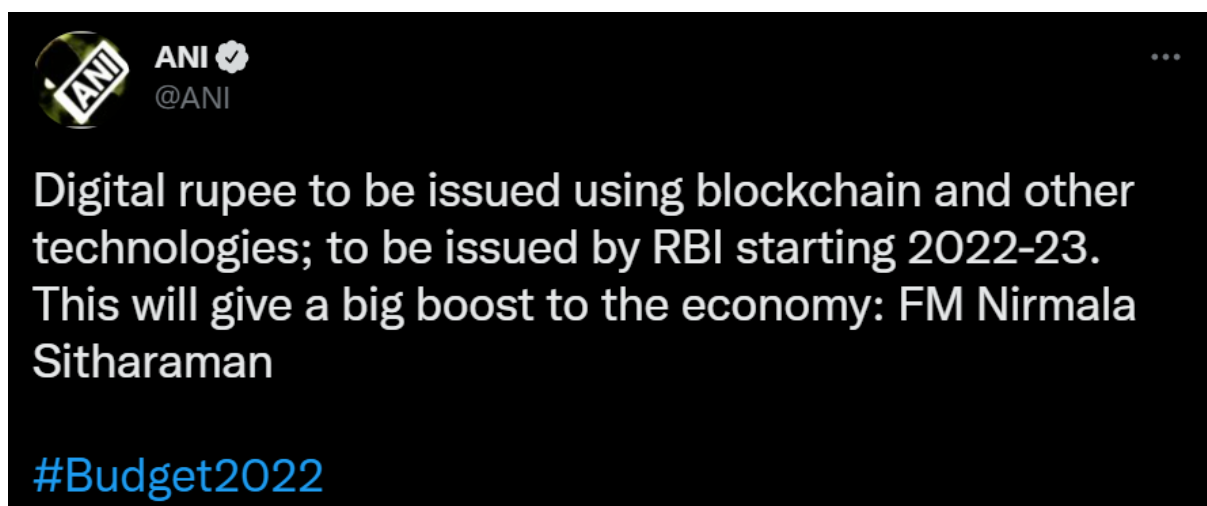 ANI
@ANI
ANI
Digital rupee to be issued using blockchain and other
technologies; to be issued by RBI starting 2022-23.
This will give a big boost to the economy: FM Nirmala
Sitharaman
#Budget2022